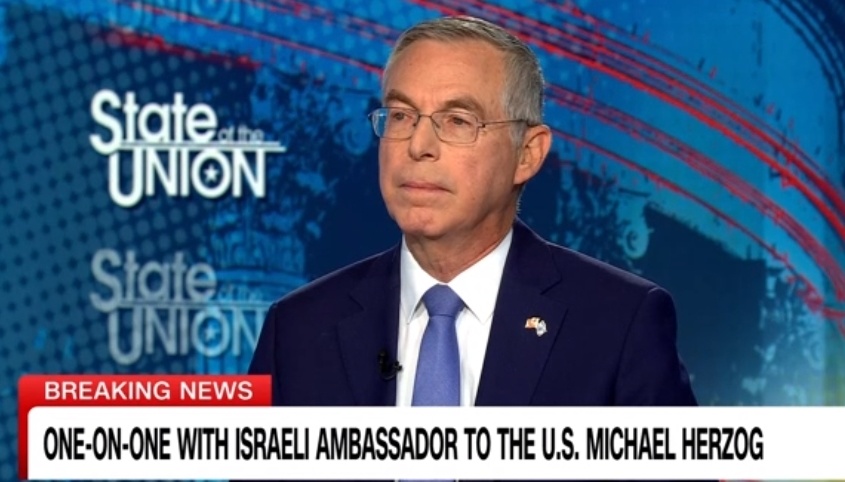 State
of the
UNION
State
of the
UNION
BREAKING NEWS
ONE-ON-ONE WITH ISRAELI AMBASSADOR TO THE U.S. MICHAEL HERZOG